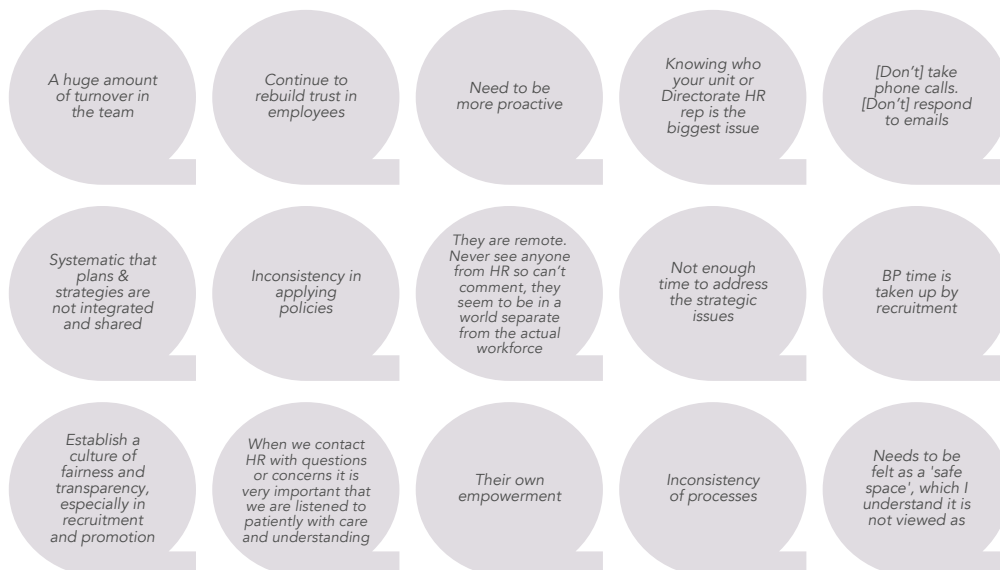 A huge amount
of turnover in
the team
Continue to
rebuild trust in
employees
Need to be
more proactive
Knowing who
your unit or
Directorate HR
rep is the
biggest issue
[Don't] take
phone calls.
[Don't] respond
to emails
Systematic that
plans &
strategies are
not integrated
and shared
Inconsistency in
applying
policies
They are remote.
Never see anyone
from HR so can't
comment, they
seem to be in a
world separate
from the actual
workforce
Not enough
time to address
the strategic
issues
BP time is
taken up by
recruitment
Establish a
culture of
fairness and
transparency,
especially in
recruitment
and promotion
When we contact
HR with questions
or concerns it is
very important that
we are listened to
patiently with care
and understanding
Their own
empowerment
Inconsistency
of processes
Needs to be
felt as a 'safe
space', which I
understand it is
not viewed as